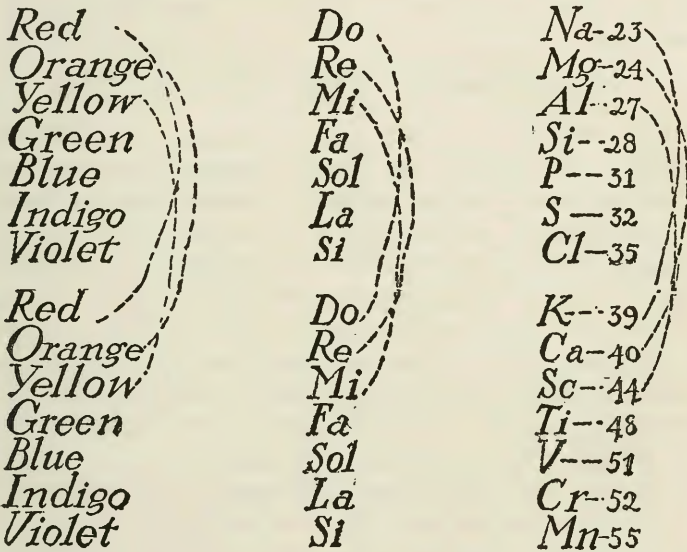 Red Do Na-23
Orange Re Mg-24
Yellow Mi Al-27
Green Fa Si--28
Blue Sol P--31
Indigo La S—32
Violet Si Cl-35
Red Do K--39
Orange Re Ca-40
Yellow Mi Sc--44
Green Fa Ti--48
Blue Sol V--51
Indigo La Cr-52
Violet Si Mn-55